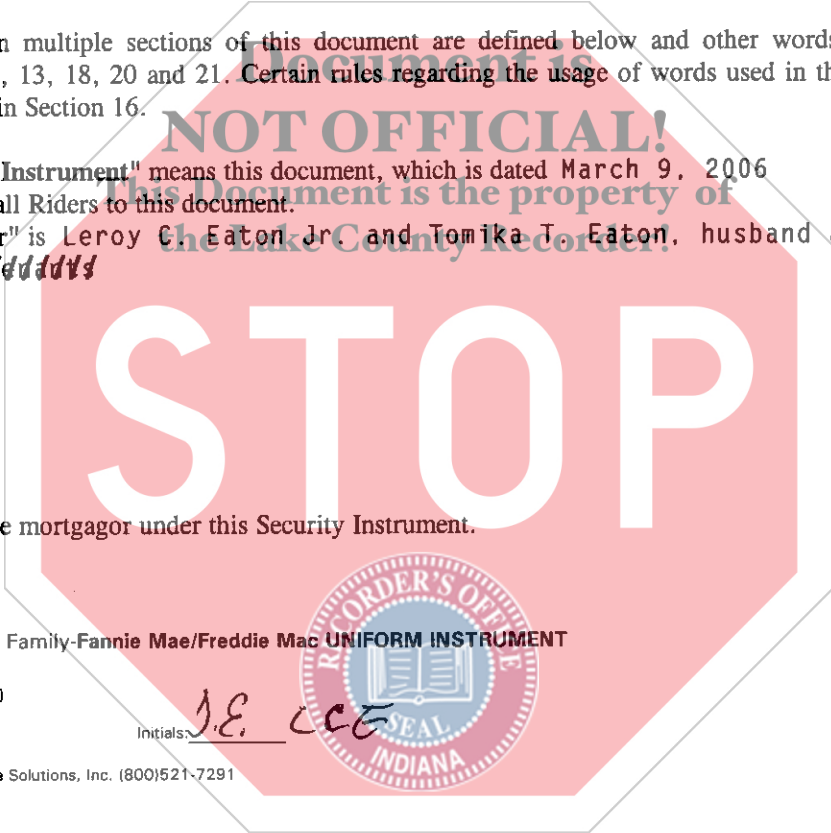 n multiple sections of this document are defined below and other words
, 13, 18, 20 and 21. Certain rules regarding the usage of words used in th
in Section 16.
Document is
NOT OFFICIAL!
This Document is the property of
the Lake County Recorder!
Instrument" means this document, which is dated March 9, 2006
all Riders to this document.
r" is Leroy C. Eaton Jr. and Tomika T. Eaton, husband
STOP
e mortgagor under this Security Instrument.
Family-Fannie Mae/Freddie Mac UNIFORM INSTRUMENT
Initials: T.E. LCE
e Solutions, Inc. (800)521-7291
RECORDER'S OFFICE
SEAL
INDIANA